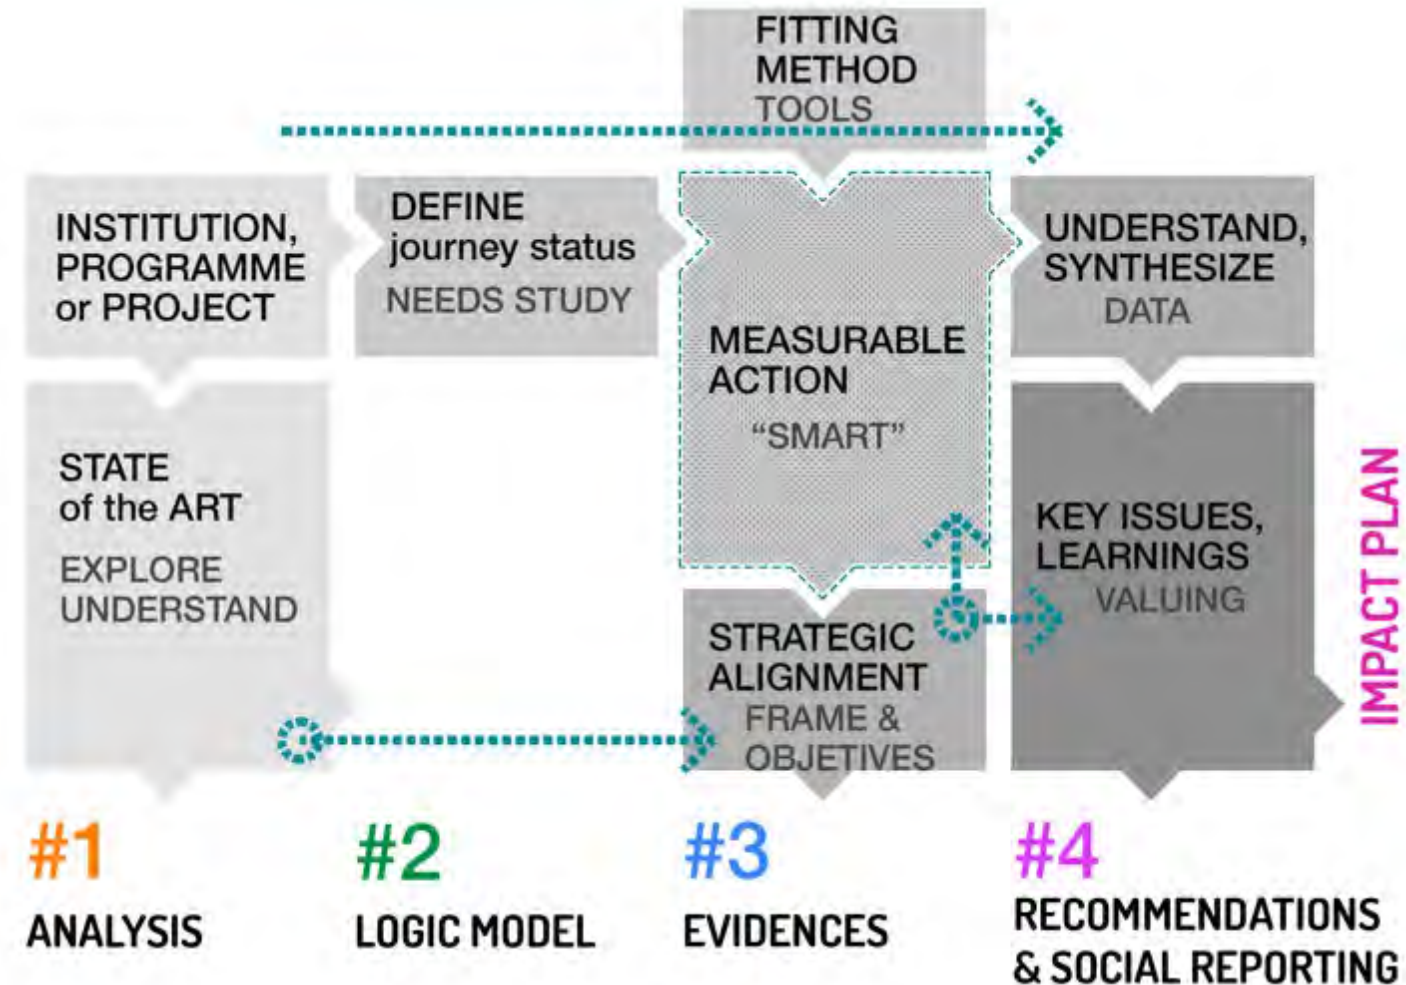 FITTING
METHOD
TOOLS
INSTITUTION,
PROGRAMME
or PROJECT
DEFINE
journey status
NEEDS STUDY
UNDERSTAND,
SYNTHESIZE
DATA
MEASURABLE
ACTION
“SMART”
STATE
of the ART
EXPLORE
UNDERSTAND
KEY ISSUES,
LEARNINGS
VALUING
STRATEGIC
ALIGNMENT
FRAME &
OBJETIVES
IMPACT PLAN
#1
ANALYSIS
#2
LOGIC MODEL
#3
EVIDENCES
#4
RECOMMENDATIONS
& SOCIAL REPORTING